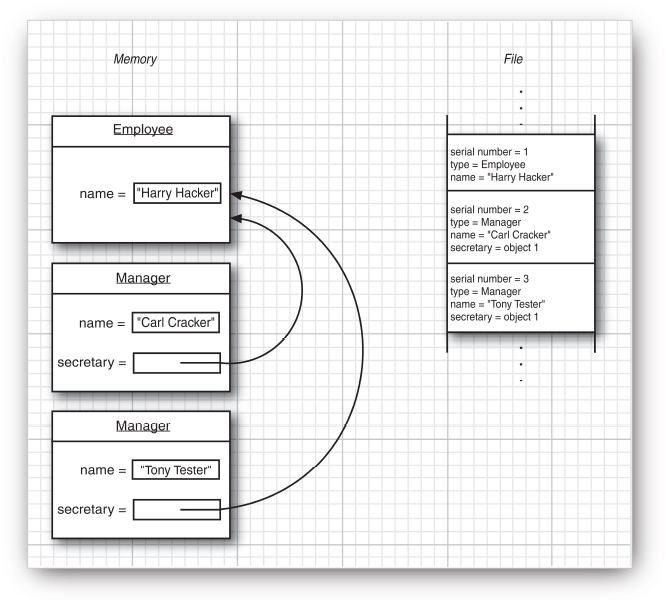 Memory
File
Employee
name = "Harry Hacker"
Manager
name = "Carl Cracker"
secretary =
Manager
name = "Tony Tester"
secretary =
serial number = 1
type = Employee
name = "Harry Hacker"
serial number = 2
type = Manager
name = "Carl Cracker"
secretary = object 1
serial number = 3
type = Manager
name = "Tony Tester"
secretary = object 1